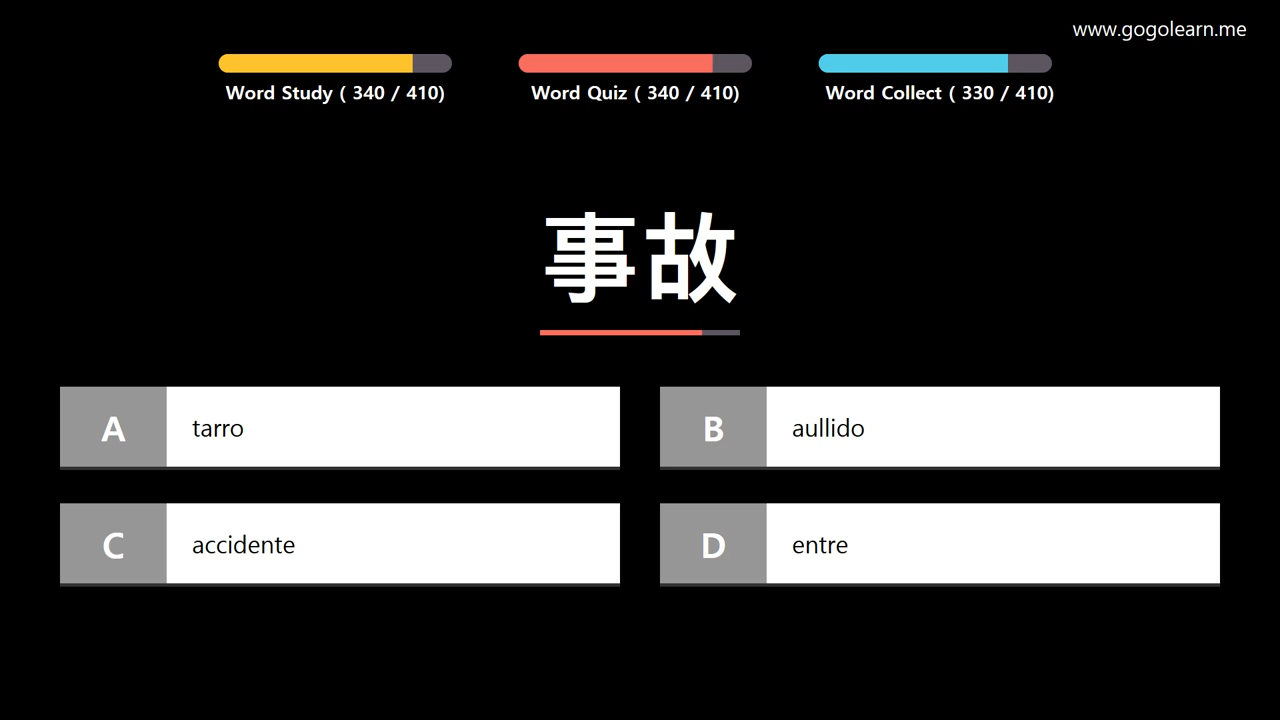 www.gogolearn.me
Word Study ( 340 / 410)
Word Quiz ( 340 / 410)
Word Collect ( 330 / 410)
事故
A tarro
B aullido
C accidente
D entre